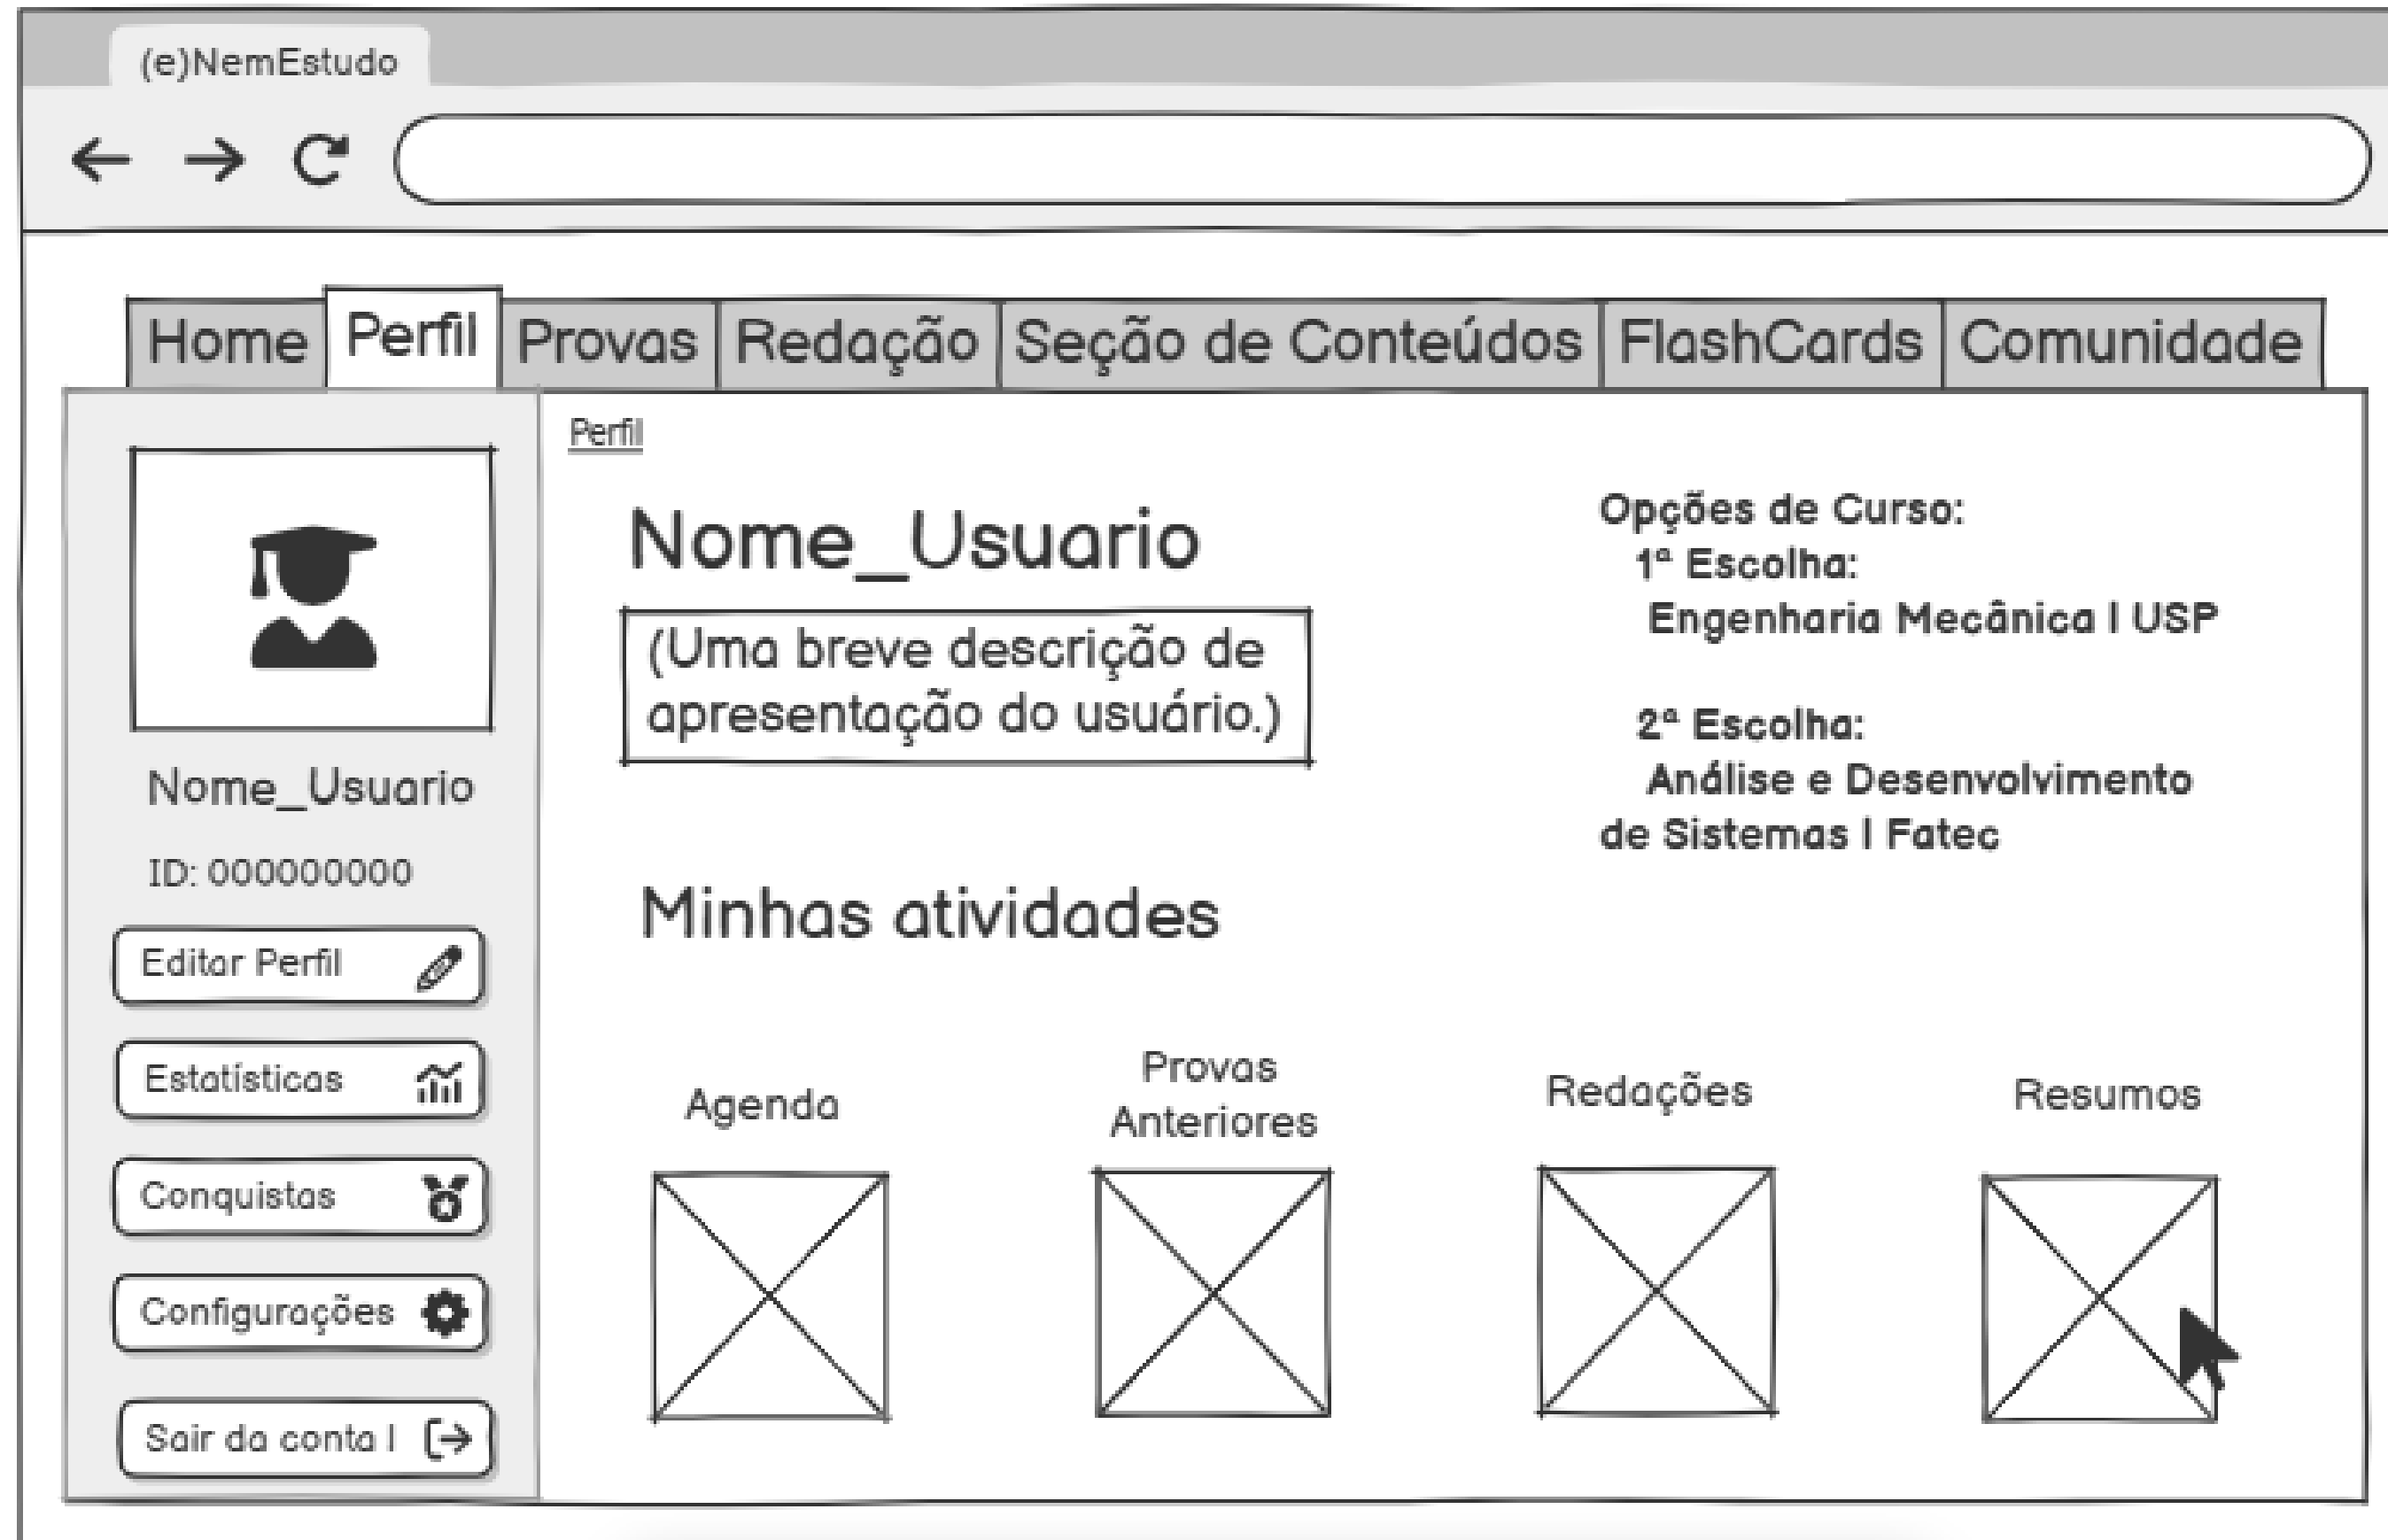 (e)NemEstudo
Home Perfil Provas Redação Seção de Conteúdos FlashCards Comunidade
Nome_Usuario
ID: 000000000
Editar Perfil
Estatísticas
Conquistas
Configurações
Sair da conta |
Perfil
Nome_Usuario
(Uma breve descrição de
apresentação do usuário.)
Opções de Curso:
1ª Escolha:
Engenharia Mecânica | USP
2ª Escolha:
Análise e Desenvolvimento
de Sistemas | Fatec
Minhas atividades
Agenda
Provas
Anteriores
Redações
Resumos